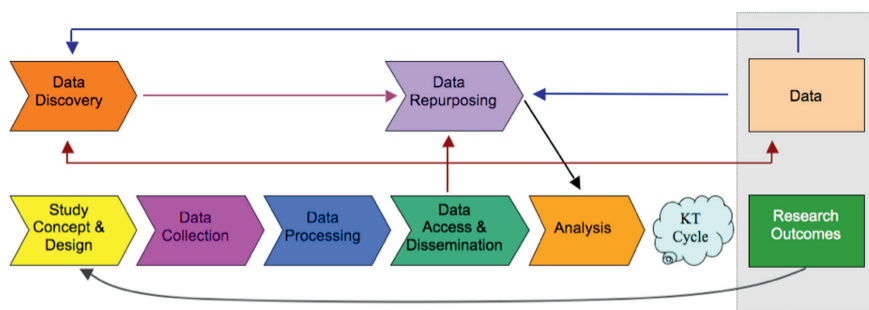 Data
Discovery
Data
Repurposing
Data
Study
Concept &
Design
Data
Collection
Data
Processing
Data
Access &
Dissemination
Analysis
KT
Cycle
Research
Outcomes